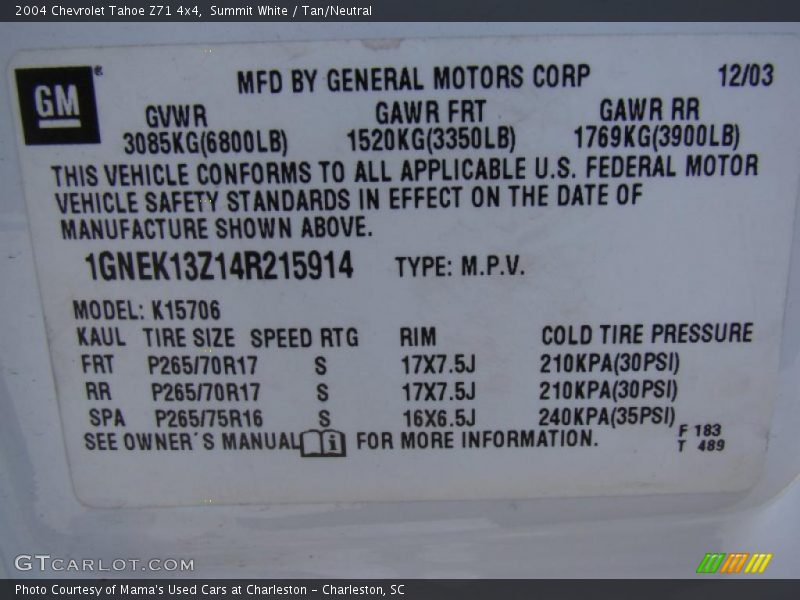 2004 Chevrolet Tahoe Z71 4x4,  Summit White / Tan/Neutral
GM®
MFD BY GENERAL MOTORS CORP 12/03
GVWR GAWR FRT GAWR RR
3085KG(6800LB) 1520KG(3350LB) 1769KG(3900LB)
THIS VEHICLE CONFORMS TO ALL APPLICABLE U.S. FEDERAL MOTOR
VEHICLE SAFETY STANDARDS IN EFFECT ON THE DATE OF
MANUFACTURE SHOWN ABOVE.
1GNEK13Z14R215914 TYPE: M.P.V.
MODEL: K15706
KAUL TIRE SIZE SPEED RTG RIM COLD TIRE PRESSURE
FRT P265/70R17 S 17X7.5J 210KPA(30PSI)
RR P265/70R17 S 17X7.5J 210KPA(30PSI)
SPA P265/75R16 S 16X6.5J 240KPA(35PSI)
SEE OWNER´S MANUAL i FOR MORE INFORMATION.
F 183
T 489
GTCARLOT.COM
Photo Courtesy of Mama's Used Cars at Charleston - Charleston, SC